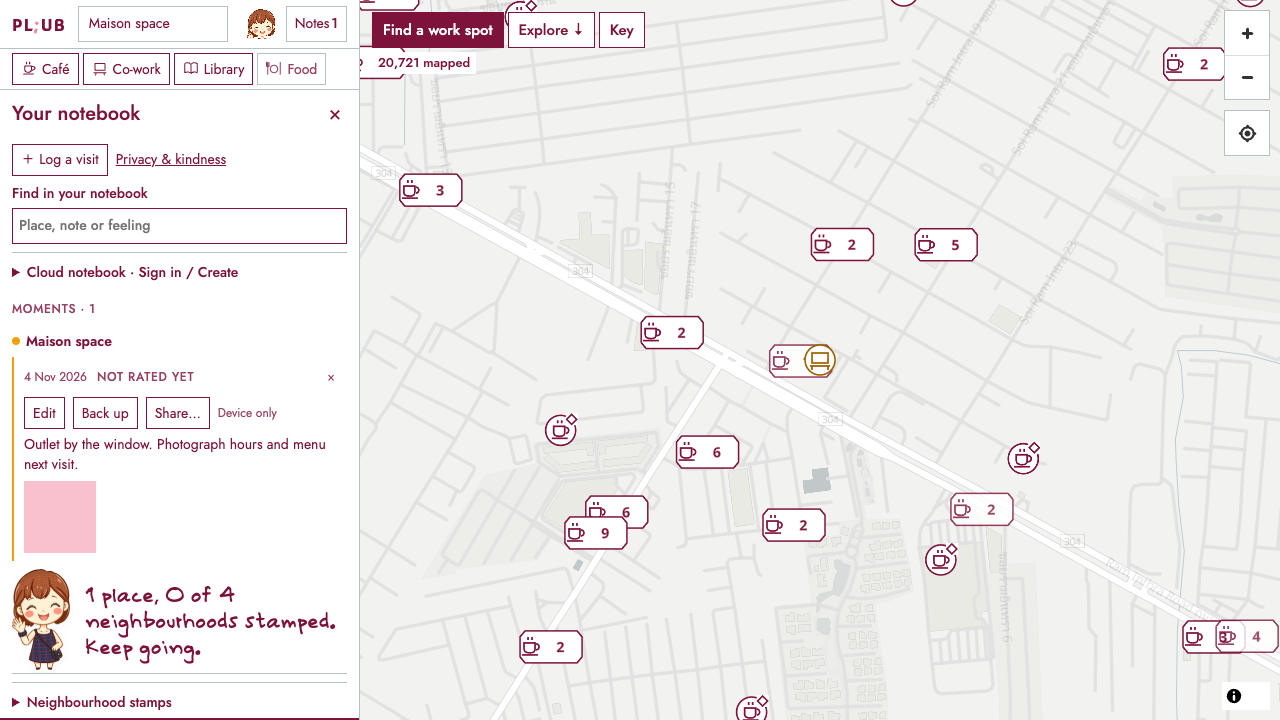 PL;UB
Maison space
Notes 1
Café
Co-work
Library
Food
Your notebook
×
+ Log a visit
Privacy & kindness
Find in your notebook
Place, note or feeling
Cloud notebook · Sign in / Create
MOMENTS · 1
Maison space
4 Nov 2026 NOT RATED YET
×
Edit
Back up
Share…
Device only
Outlet by the window. Photograph hours and menu
next visit.
1 place, 0 of 4
neighbourhoods stamped.
Keep going.
Neighbourhood stamps
Find a work spot
Explore ↓
Key
20,721 mapped
+
−
2
304
3
2
5
304
2
304
6
6
9
2
2
304
3
4
2